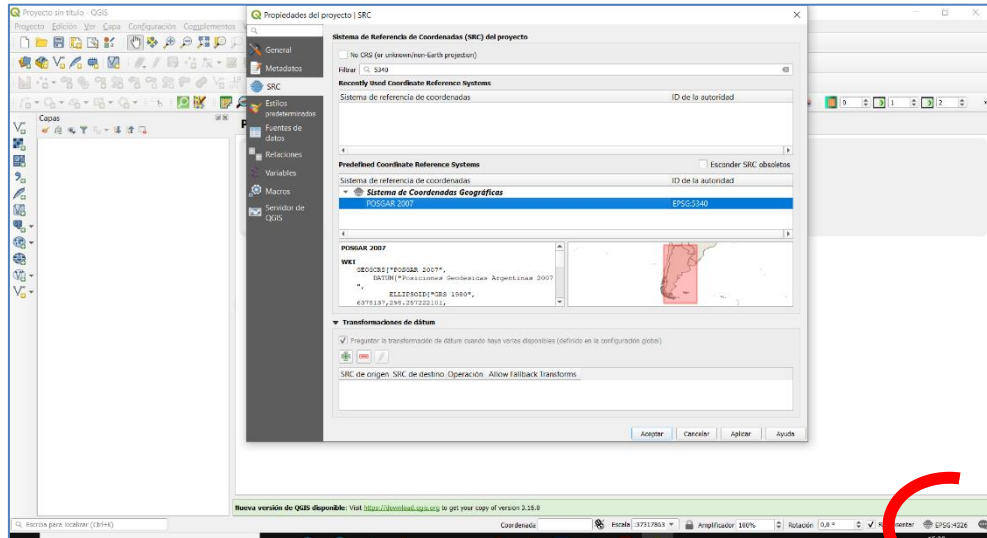 Proyecto sin título - QGIS
Proyecto Edición Ver Capa Configuración Complementos
Capas
Propiedades del proyecto | SRC
General
Metadatos
SRC
Estilos predeterminados
Fuentes de datos
Relaciones
Variables
Macros
Servidor de QGIS
Sistema de Referencia de Coordenadas (SRC) del proyecto
No CRS (or unknown/non-Earth projection)
Filtrar 5340
Recently Used Coordinate Reference Systems
Sistema de referencia de coordenadas ID de la autoridad
Predefined Coordinate Reference Systems Esconder SRC obsoletos
Sistema de referencia de coordenadas ID de la autoridad
Sistema de Coordenadas Geográficas
POSGAR 2007 EPSG:5340
POSGAR 2007
WKT
GEOGCRS["POSGAR 2007",
DATUM["Posiciones Geodesicas Argentinas 2007
",
ELLIPSOID["GRS 1980",
6378137,298.257222101,
Transformaciones de dátum
Preguntar la transformación de dátum cuando haya varias disponibles (definido en la configuración global)
SRC de origen SRC de destino Operación Allow Fallback Transforms
Aceptar Cancelar Aplicar Ayuda
0 1 2
Nueva versión de QGIS disponible: Visit https://download.qgis.org to get your copy of version 3.16.0
Escriba para localizar (Ctrl+K) Coordenada Escala :37317863 Amplificador 100% Rotación 0,0 ° EPSG:4326